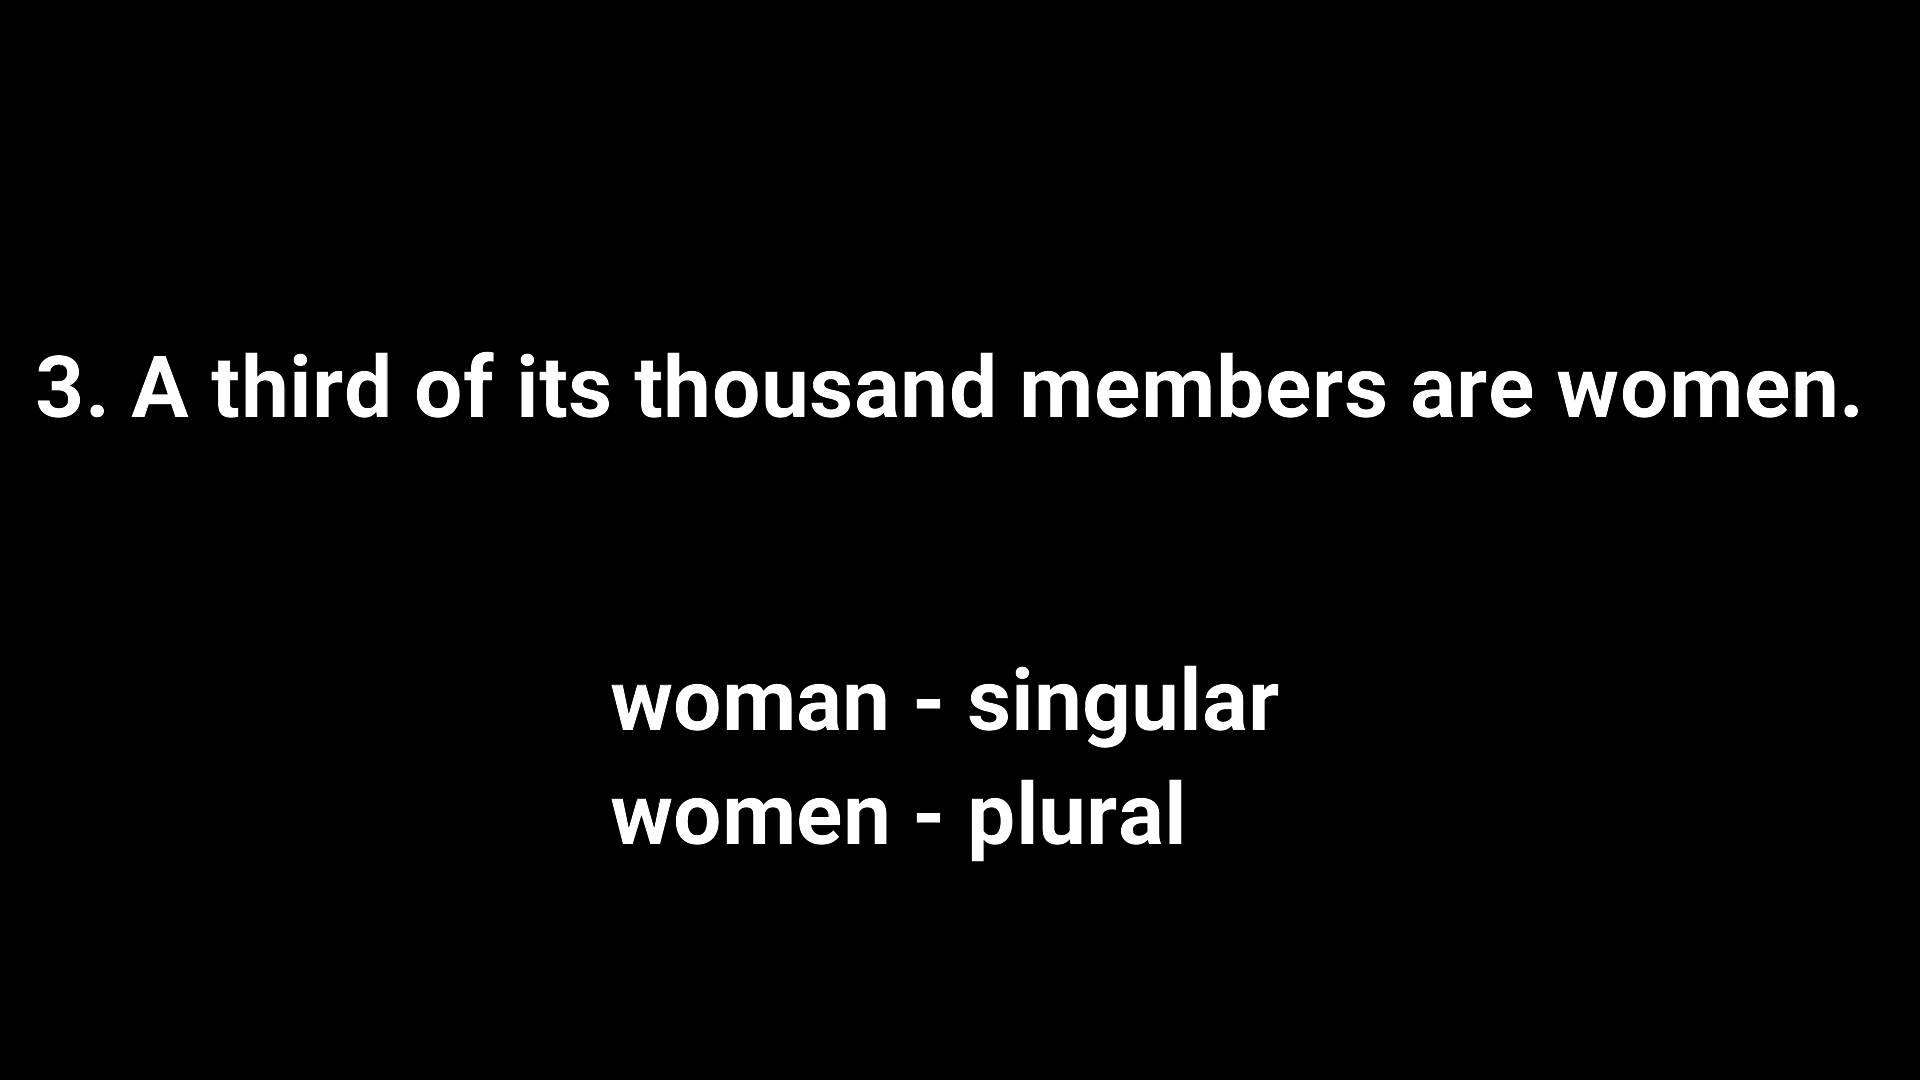 3. A third of its thousand members are women.
woman - singular
women - plural